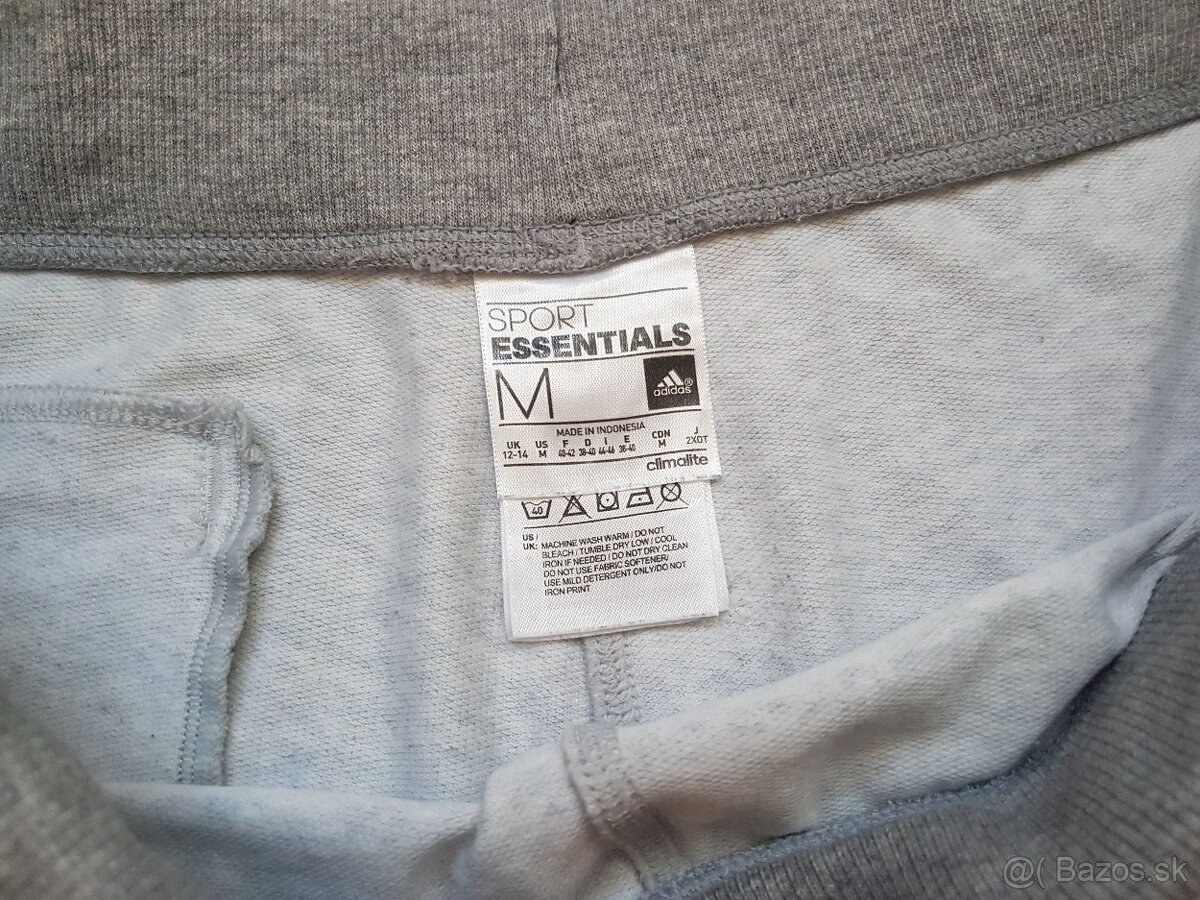 SPORT
ESSENTIALS
M
adidas®
MADE IN INDONESIA
UK US F D I E CDN J
12-14 M 40-42 38-40 44-46 38-40 M 2XOT
climalite
40
US /
UK: MACHINE WASH WARM / DO NOT
BLEACH / TUMBLE DRY LOW / COOL
IRON IF NEEDED / DO NOT DRY CLEAN
DO NOT USE FABRIC SOFTENER/
USE MILD DETERGENT ONLY/DO NOT
IRON PRINT
@( Bazos.sk